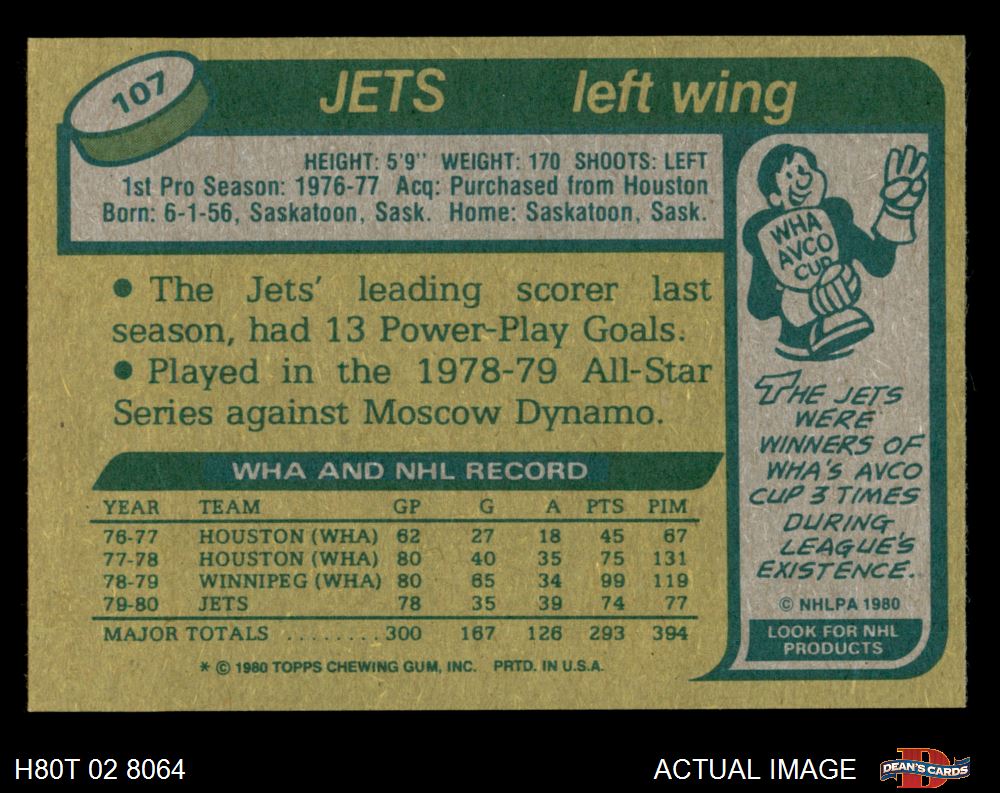 107
JETS left wing
HEIGHT: 5'9" WEIGHT: 170 SHOOTS: LEFT
1st Pro Season: 1976-77 Acq: Purchased from Houston
Born: 6-1-56, Saskatoon, Sask. Home: Saskatoon, Sask.
• The Jets' leading scorer last
season, had 13 Power-Play Goals.
• Played in the 1978-79 All-Star
Series against Moscow Dynamo.
WHA AND NHL RECORD
YEAR TEAM GP G A PTS PIM
76-77 HOUSTON (WHA) 62 27 18 45 67
77-78 HOUSTON (WHA) 80 40 35 75 131
78-79 WINNIPEG (WHA) 80 65 34 99 119
79-80 JETS 78 35 39 74 77
MAJOR TOTALS ........ 300 167 126 293 394
* © 1980 TOPPS CHEWING GUM, INC. PRTD. IN U.S.A.
WHA
AVCO
CUP
THE JETS
WERE
WINNERS OF
WHA'S AVCO
CUP 3 TIMES
DURING
LEAGUE'S
EXISTENCE.
© NHLPA 1980
LOOK FOR NHL
PRODUCTS
H80T 02 8064
ACTUAL IMAGE
D
DEAN'S CARDS